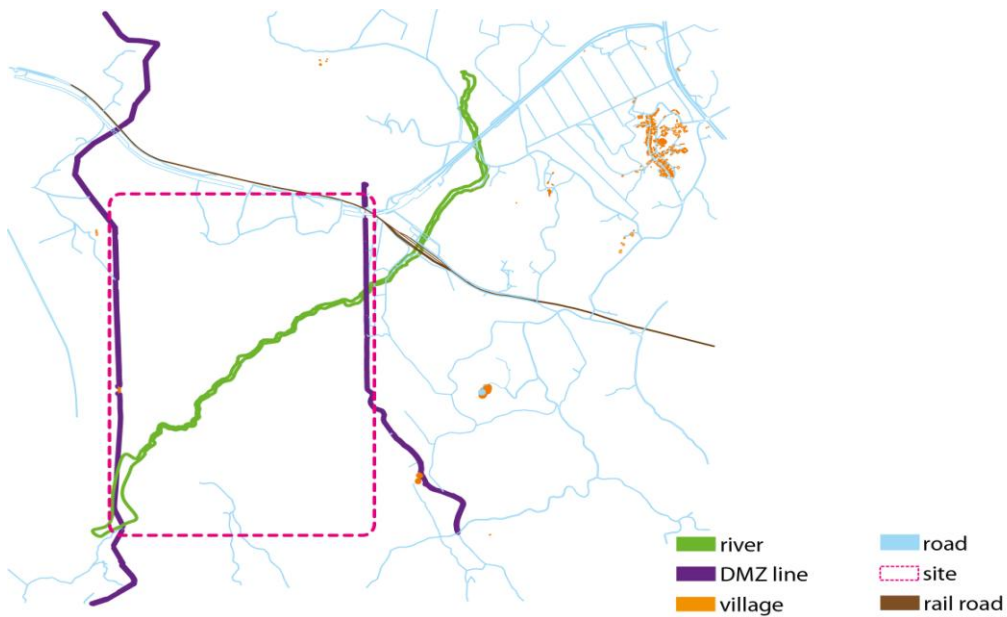 river
DMZ line
village
road
site
rail road